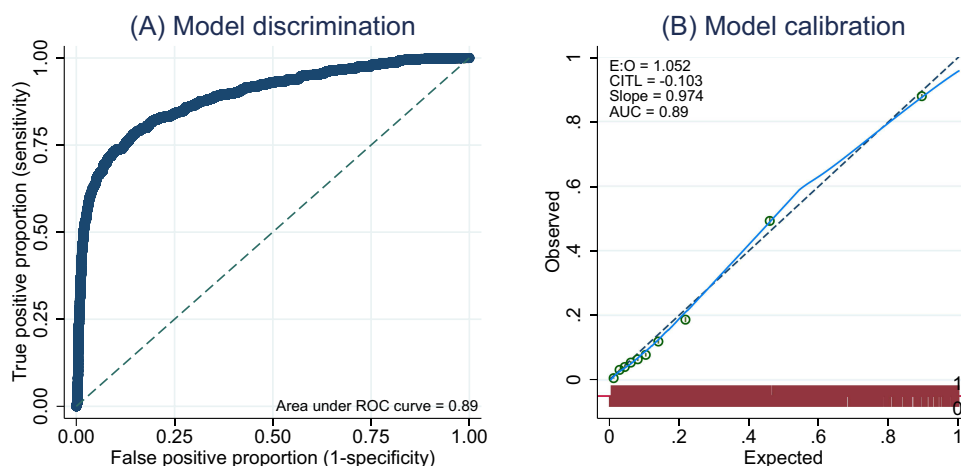 (A) Model discrimination
True positive proportion (sensitivity)
1.00
0.75
0.50
0.25
0.00
Area under ROC curve = 0.89
0.00 0.25 0.50 0.75 1.00
False positive proportion (1-specificity)
(B) Model calibration
E:O = 1.052
CITL = -0.103
Slope = 0.974
AUC = 0.89
Observed
1
.8
.6
.4
.2
0
1
0
0 .2 .4 .6 .8 1
Expected